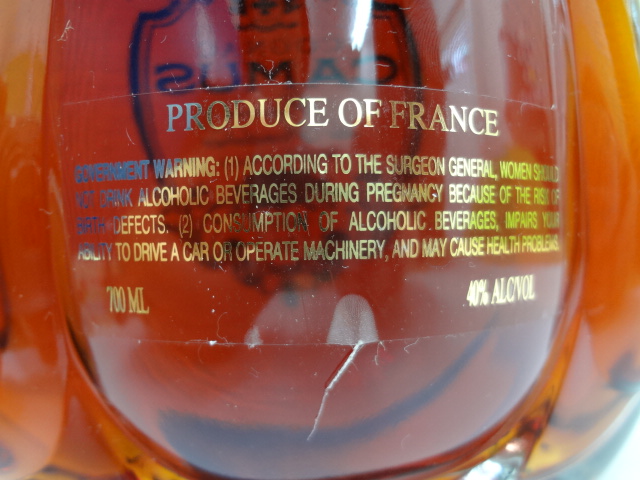 CAMUS
PRODUCE OF FRANCE
GOVERNMENT WARNING: (1) ACCORDING TO THE SURGEON GENERAL, WOMEN SHOULD
NOT DRINK ALCOHOLIC BEVERAGES DURING PREGNANCY BECAUSE OF THE RISK OF
BIRTH DEFECTS. (2) CONSUMPTION OF ALCOHOLIC BEVERAGES, IMPAIRS YOUR
ABILITY TO DRIVE A CAR OR OPERATE MACHINERY, AND MAY CAUSE HEALTH PROBLEMS.
700 ML 40% ALC/VOL